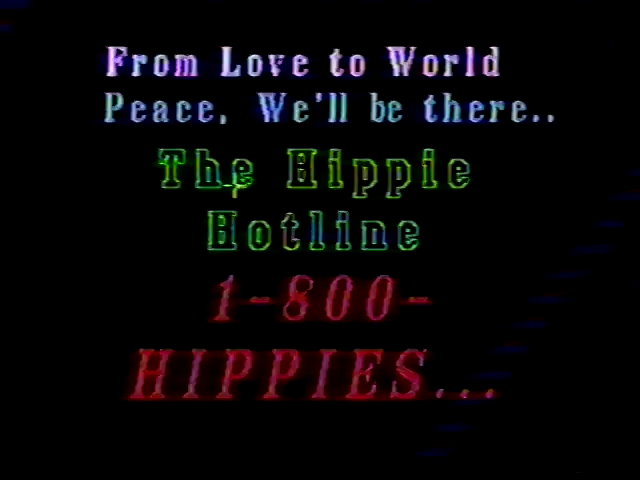 From Love to World
Peace, We'll be there..
The Hippie
Hotline
1-800-
HIPPIES...